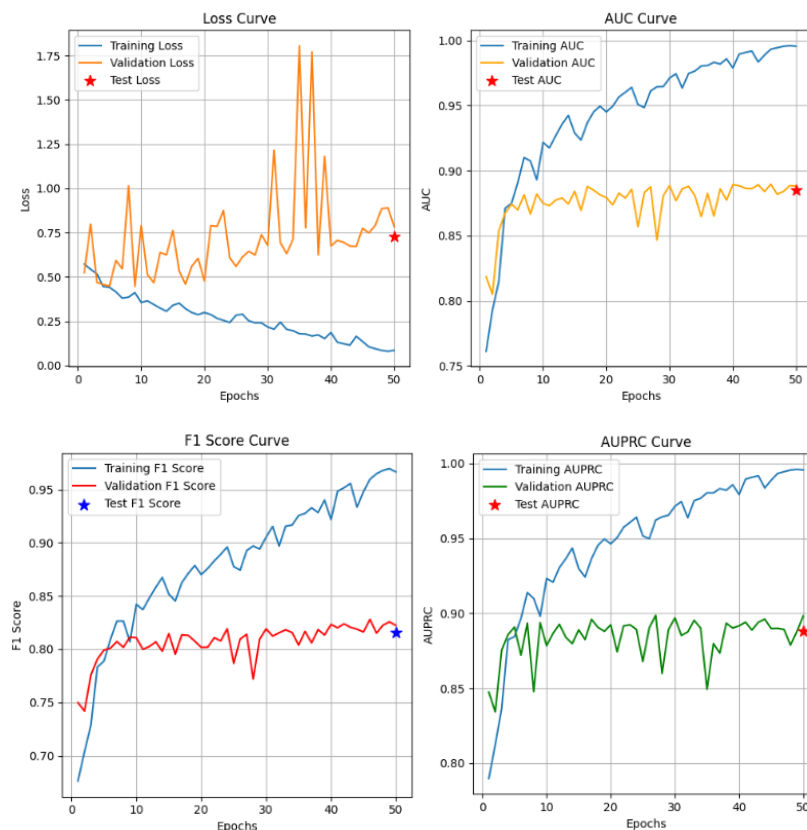 Loss Curve
Training Loss
Validation Loss
Test Loss
1.75
1.50
1.25
1.00
0.75
0.50
0.25
0.00
Loss
0 10 20 30 40 50
Epochs
AUC Curve
Training AUC
Validation AUC
Test AUC
1.00
0.95
0.90
0.85
0.80
0.75
AUC
0 10 20 30 40 50
Epochs
F1 Score Curve
Training F1 Score
Validation F1 Score
Test F1 Score
0.95
0.90
0.85
0.80
0.75
0.70
F1 Score
0 10 20 30 40 50
Epochs
AUPRC Curve
Training AUPRC
Validation AUPRC
Test AUPRC
1.00
0.95
0.90
0.85
0.80
AUPRC
0 10 20 30 40 50
Epochs